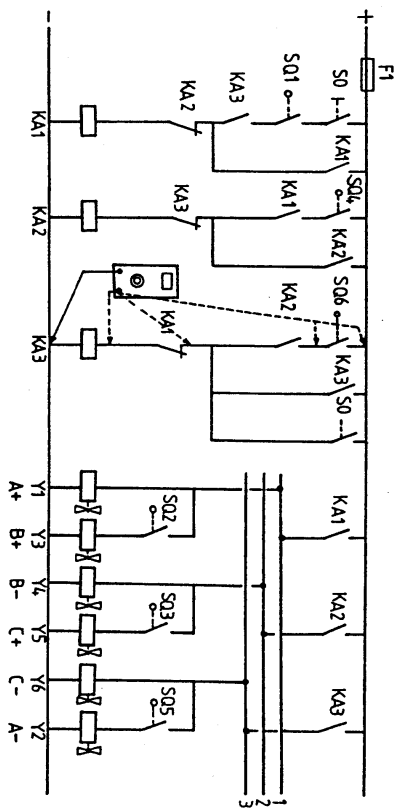 +
-
F1
S0
SQ1
KA3
KA2
KA1
KA1
SQ4
KA1
KA3
KA2
KA2
SQ6
KA2
KA1
KA3
KA3
S0
KA1
SQ2
Y1
A+
Y3
B+
KA2
SQ3
Y4
B-
Y5
C+
KA3
SQ5
Y6
C-
Y2
A-
1
2
3